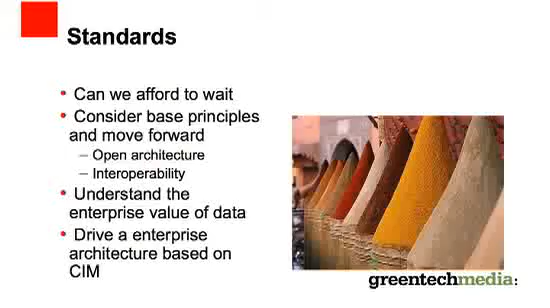 Standards
• Can we afford to wait
• Consider base principles
and move forward
– Open architecture
– Interoperability
• Understand the
enterprise value of data
• Drive a enterprise
architecture based on
CIM
greentechmedia: